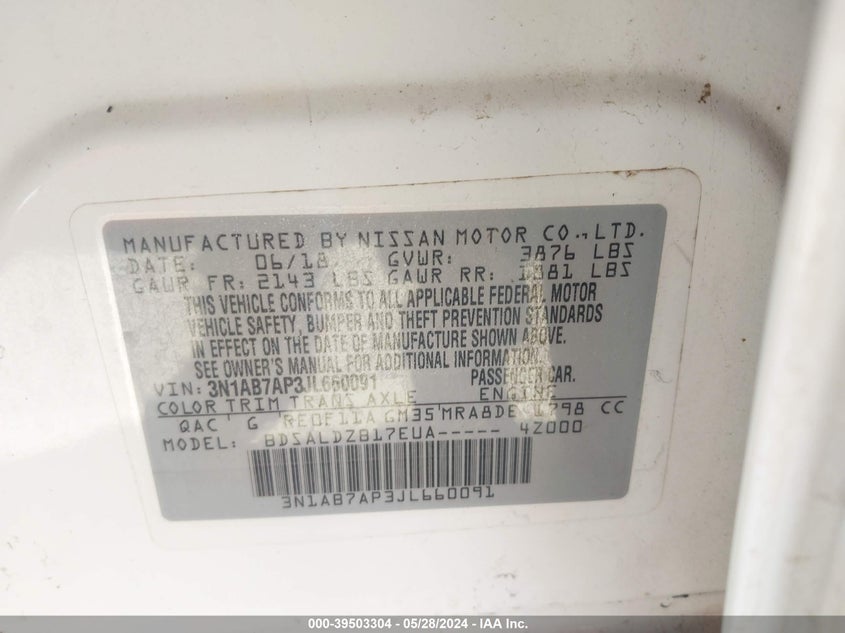 MANUFACTURED BY NISSAN MOTOR CO., LTD.
DATE: 06/18 GVWR: 3876 LBS
GAWR FR: 2143 LBS GAWR RR: 1881 LBS
THIS VEHICLE CONFORMS TO ALL APPLICABLE FEDERAL MOTOR
VEHICLE SAFETY, BUMPER AND THEFT PREVENTION STANDARDS
IN EFFECT ON THE DATE OF MANUFACTURE SHOWN ABOVE.
SEE OWNER'S MANUAL FOR ADDITIONAL INFORMATION.
VIN: 3N1AB7AP3JL660091 PASSENGER CAR.
COLOR TRIM TRANS AXLE ENGINE
QAC G RE0F11A GM35 1798 CC
MODEL: BDSALDZB17EUA----- 4Z000
3N1AB7AP3JL660091
000-39503304 - 05/28/2024 - IAA Inc.